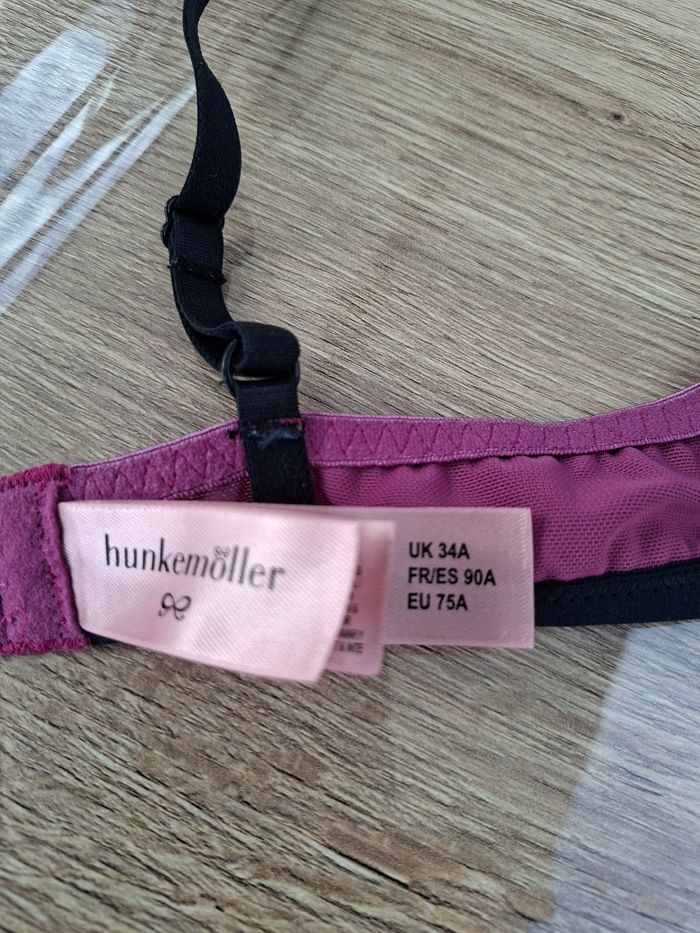 hunkemöller
UK 34A
FR/ES 90A
EU 75A